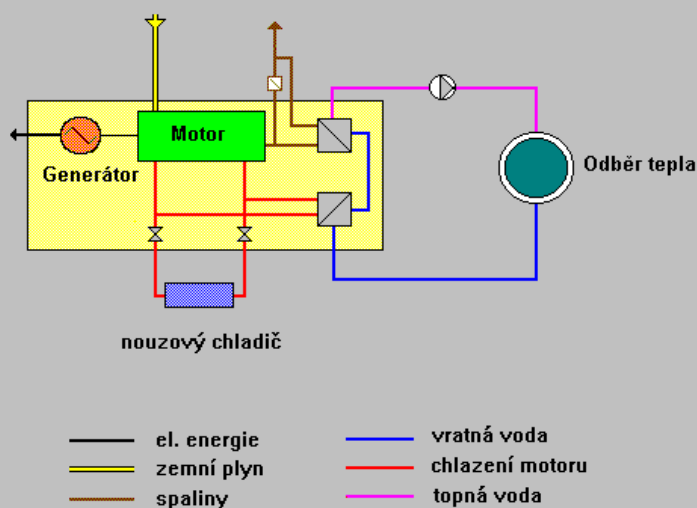 Motor
Generátor
Odběr tepla
nouzový chladič
el. energie
vratná voda
zemní plyn
chlazení motoru
spaliny
topná voda